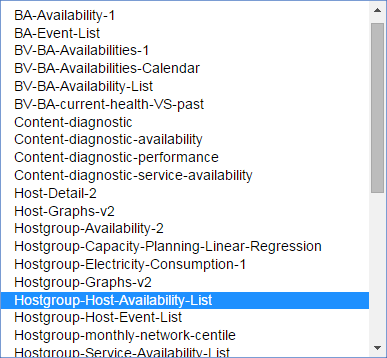 BA-Availability-1
BA-Event-List
BV-BA-Availabilities-1
BV-BA-Availabilities-Calendar
BV-BA-Availability-List
BV-BA-current-health-VS-past
Content-diagnostic
Content-diagnostic-availability
Content-diagnostic-performance
Content-diagnostic-service-availability
Host-Detail-2
Host-Graphs-v2
Hostgroup-Availability-2
Hostgroup-Capacity-Planning-Linear-Regression
Hostgroup-Electricity-Consumption-1
Hostgroup-Graphs-v2
Hostgroup-Host-Availability-List
Hostgroup-Host-Event-List
Hostgroup-monthly-network-centile
Hostgroup-Service-Availability-List